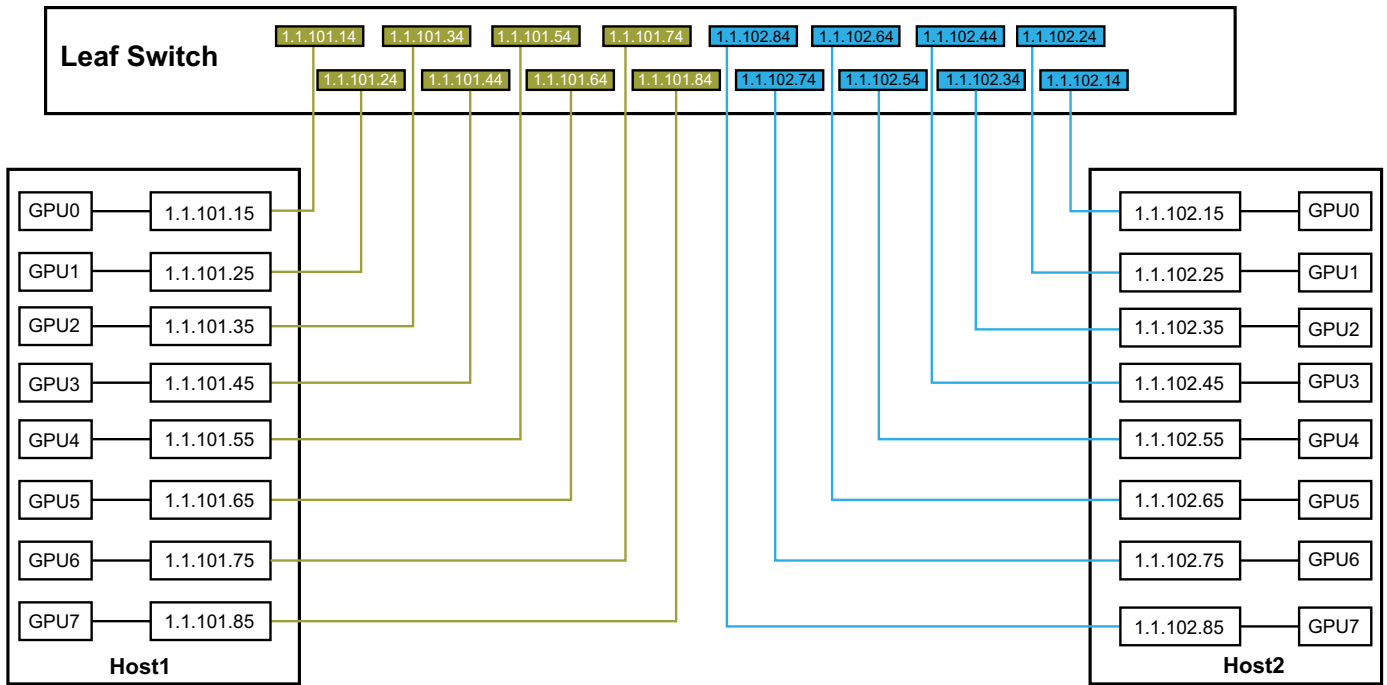 Leaf Switch
1.1.101.14 1.1.101.34 1.1.101.54 1.1.101.74 1.1.102.84 1.1.102.64 1.1.102.44 1.1.102.24
1.1.101.24 1.1.101.44 1.1.101.64 1.1.101.84 1.1.102.74 1.1.102.54 1.1.102.34 1.1.102.14
GPU0 1.1.101.15
GPU1 1.1.101.25
GPU2 1.1.101.35
GPU3 1.1.101.45
GPU4 1.1.101.55
GPU5 1.1.101.65
GPU6 1.1.101.75
GPU7 1.1.101.85
Host1
1.1.102.15 GPU0
1.1.102.25 GPU1
1.1.102.35 GPU2
1.1.102.45 GPU3
1.1.102.55 GPU4
1.1.102.65 GPU5
1.1.102.75 GPU6
1.1.102.85 GPU7
Host2